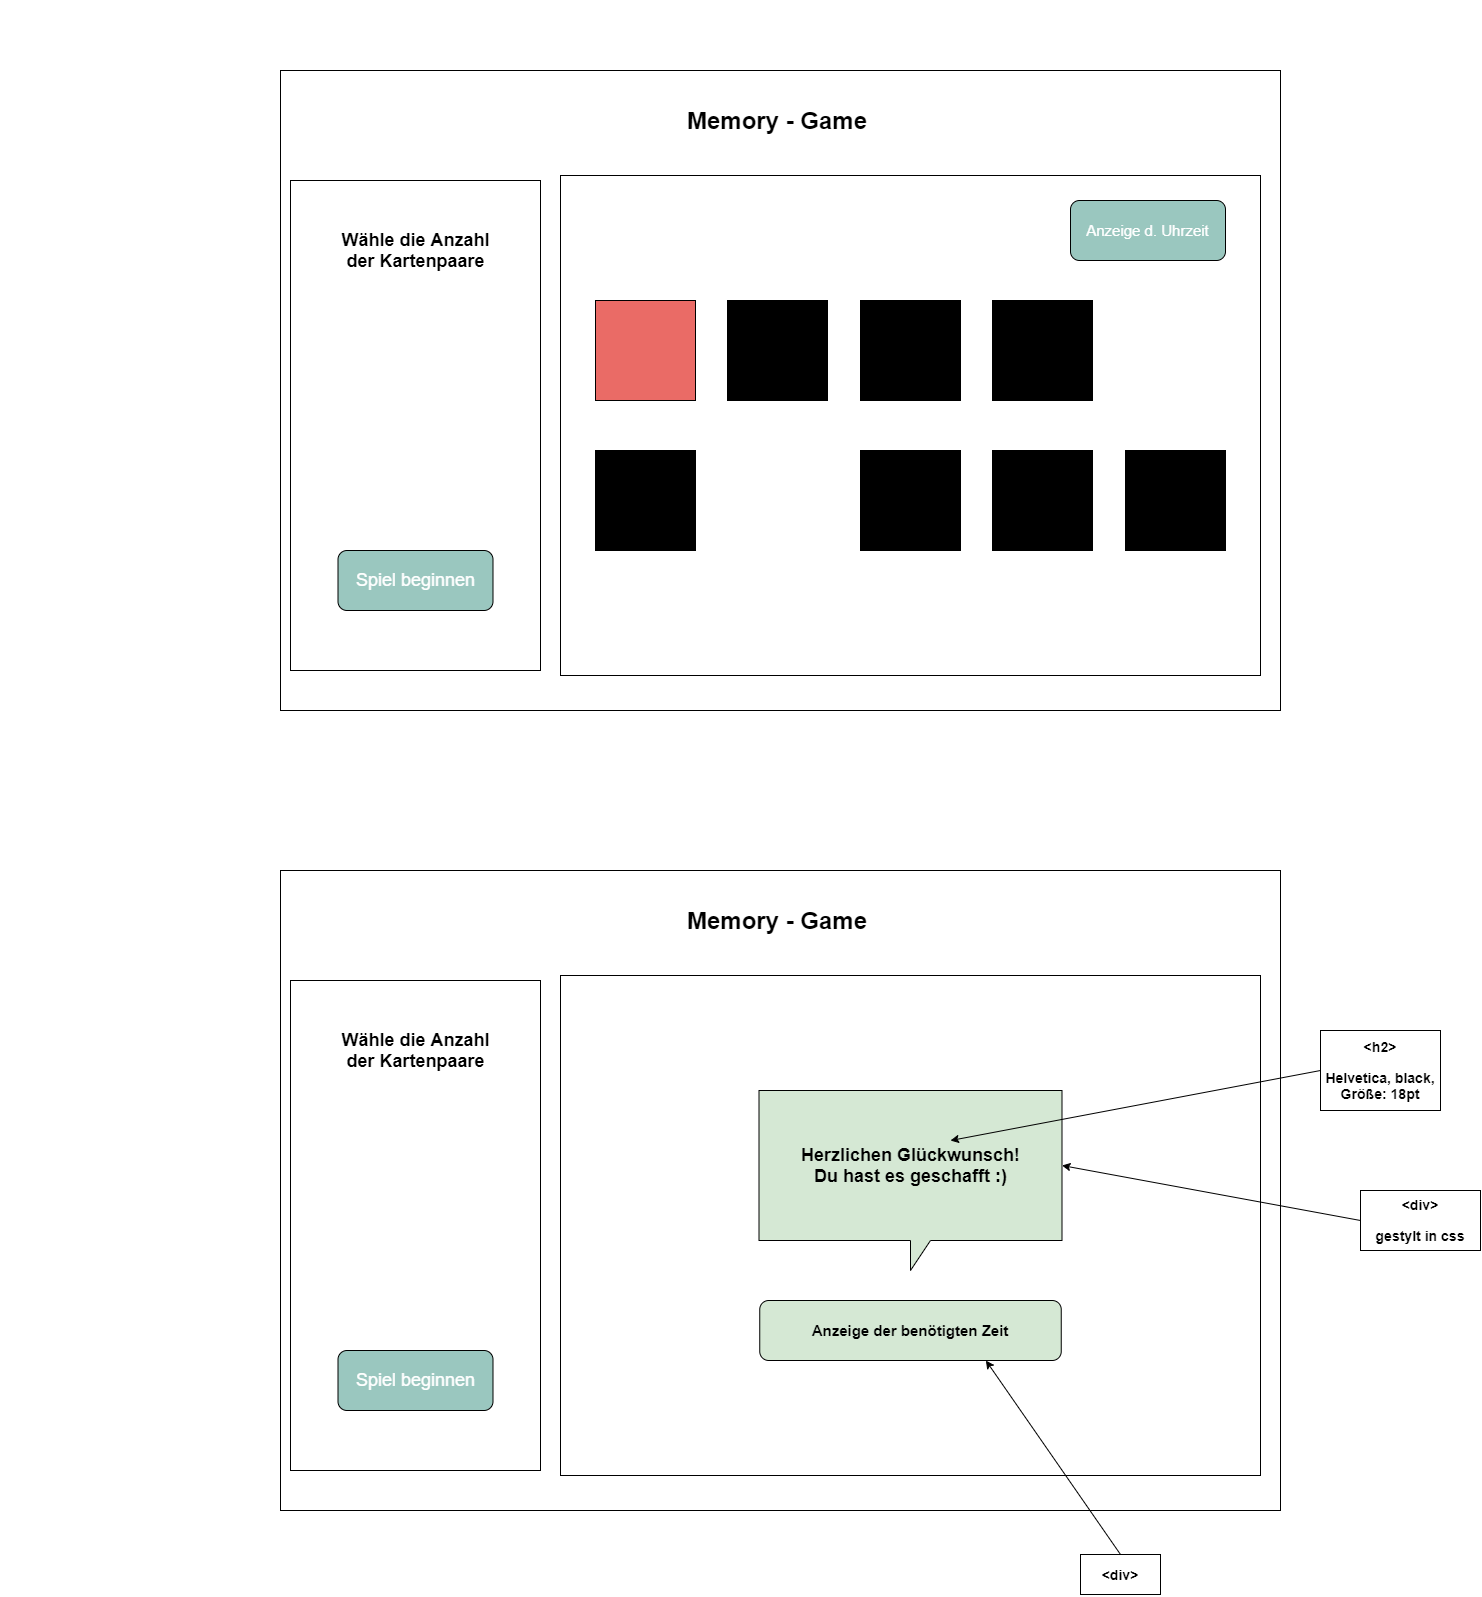 Memory - Game
Wähle die Anzahl
der Kartenpaare
Spiel beginnen
Anzeige d. Uhrzeit
Memory - Game
Wähle die Anzahl
der Kartenpaare
Spiel beginnen
Herzlichen Glückwunsch!
Du hast es geschafft :)
Anzeige der benötigten Zeit
<h2>
Helvetica, black,
Größe: 18pt
<div>
gestylt in css
<div>